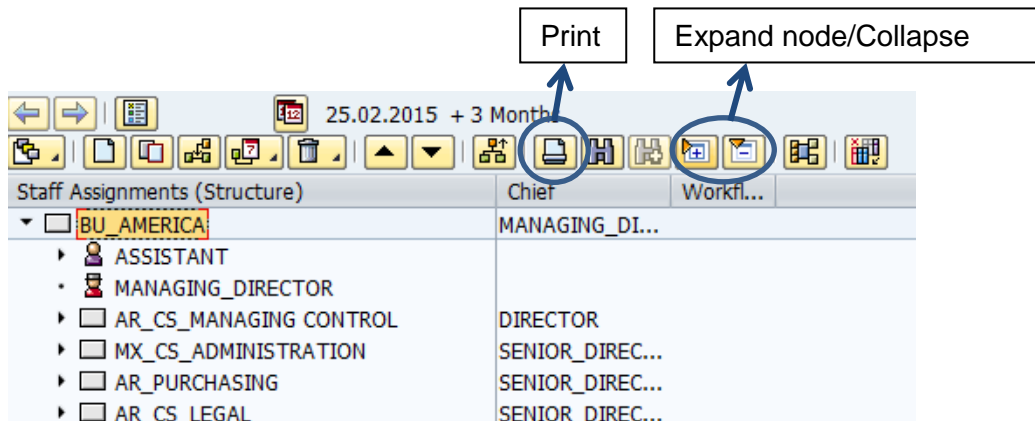 Print
Expand node/Collapse
25.02.2015 + 3 Month
Staff Assignments (Structure) Chief Workfl...
BU_AMERICA MANAGING_DI...
ASSISTANT
MANAGING_DIRECTOR
AR_CS_MANAGING CONTROL DIRECTOR
MX_CS_ADMINISTRATION SENIOR_DIREC...
AR_PURCHASING SENIOR_DIREC...
AR_CS_LEGAL SENIOR_DIREC...